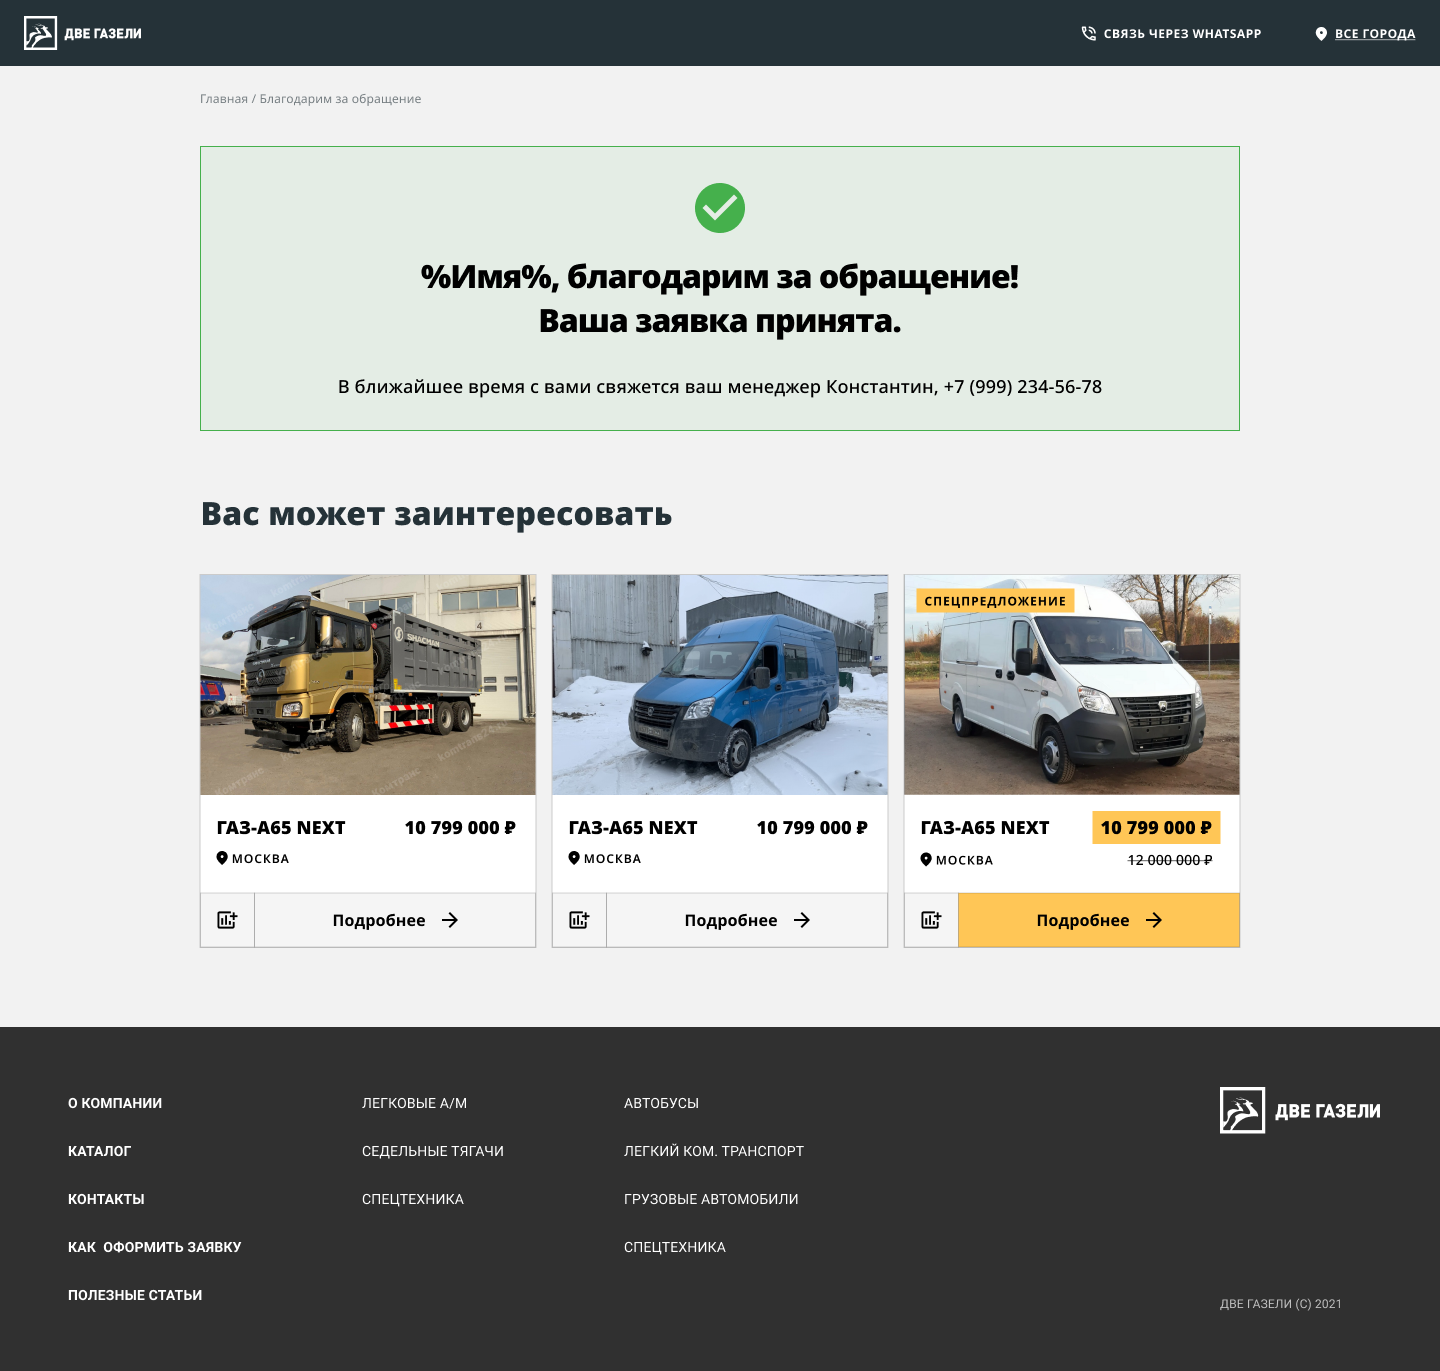 ДВЕ ГАЗЕЛИ
СВЯЗЬ ЧЕРЕЗ WHATSAPP
ВСЕ ГОРОДА
Главная / Благодарим за обращение
%Имя%, благодарим за обращение!
Ваша заявка принята.
В ближайшее время с вами свяжется ваш менеджер Константин, +7 (999) 234-56-78
Вас может заинтересовать
SHACMAN
4
Комтранс
СПЕЦПРЕДЛОЖЕНИЕ
ГАЗ-А65 NEXT 10 799 000 ₽
МОСКВА
Подробнее
ГАЗ-А65 NEXT 10 799 000 ₽
МОСКВА
Подробнее
ГАЗ-А65 NEXT 10 799 000 ₽
МОСКВА 12 000 000 ₽
Подробнее
О КОМПАНИИ
КАТАЛОГ
КОНТАКТЫ
КАК  ОФОРМИТЬ ЗАЯВКУ
ПОЛЕЗНЫЕ СТАТЬИ
ЛЕГКОВЫЕ А/М
СЕДЕЛЬНЫЕ ТЯГАЧИ
СПЕЦТЕХНИКА
АВТОБУСЫ
ЛЕГКИЙ КОМ. ТРАНСПОРТ
ГРУЗОВЫЕ АВТОМОБИЛИ
СПЕЦТЕХНИКА
ДВЕ ГАЗЕЛИ
ДВЕ ГАЗЕЛИ (С) 2021